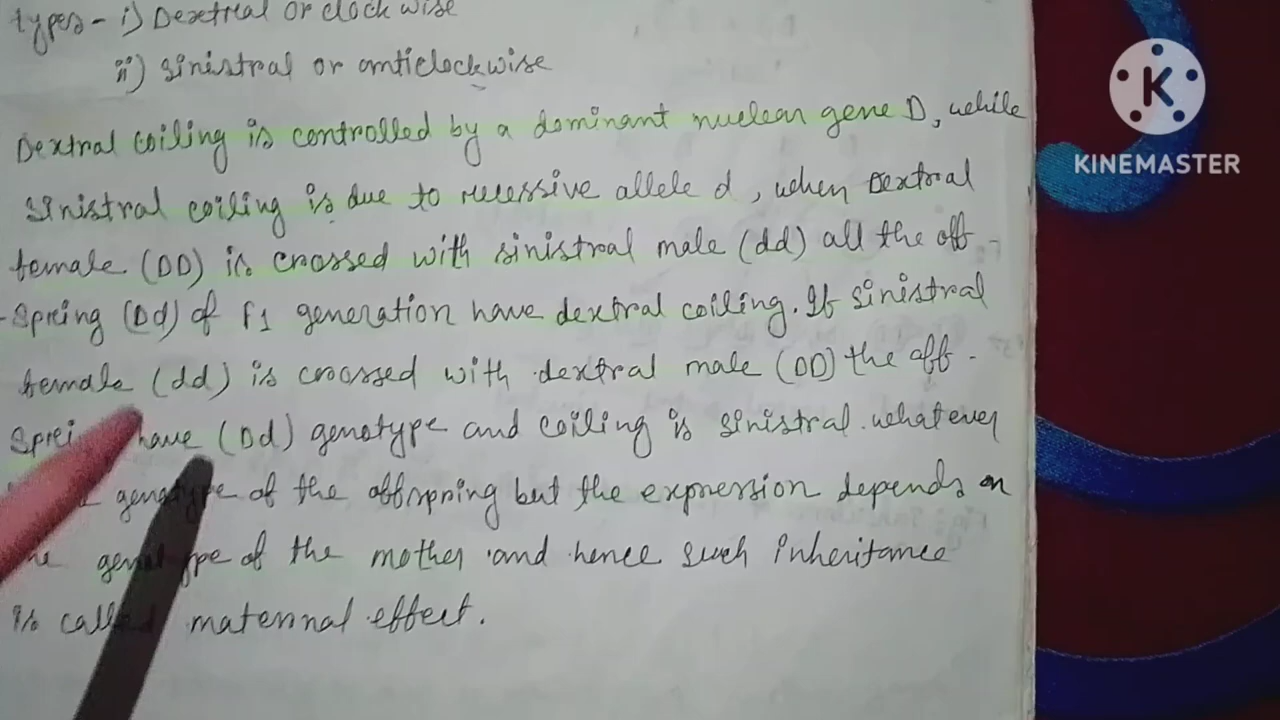 types - i) Dextral or clockwise
ii) Sinistral or anticlockwise
Dextral coiling is controlled by a dominant nuclear gene D, while
sinistral coiling is due to recessive allele d, when Dextral
female (DD) is crossed with sinistral male (dd) all the off
-spring (Dd) of F1 generation have dextral coiling. If sinistral
female (dd) is crossed with dextral male (DD) the off-
have (Dd) genotype and coiling is sinistral. whatever
genotype of the offspring but the expression depends on
genotype of the mother and hence such inheritance
is called maternal effect.
K
KINEMASTER